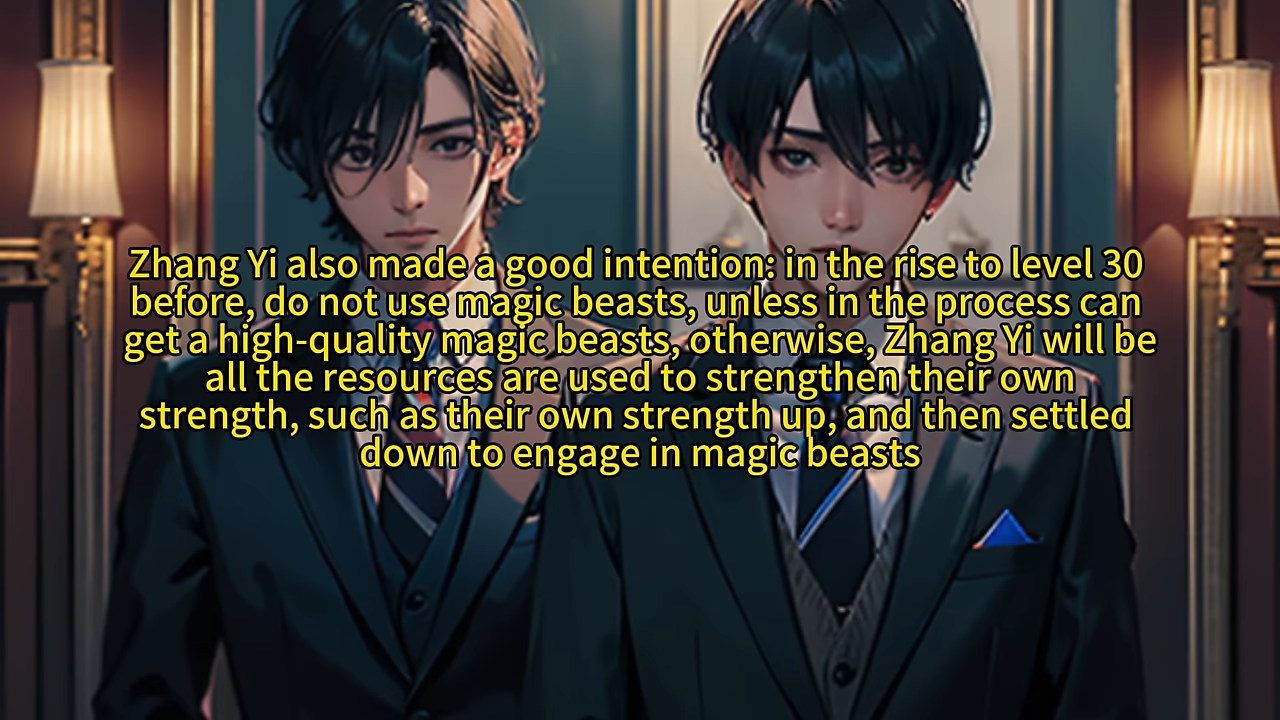 Zhang Yi also made a good intention: in the rise to level 30
before, do not use magic beasts, unless in the process can
get a high-quality magic beasts, otherwise, Zhang Yi will be
all the resources are used to strengthen their own
strength, such as their own strength up, and then settled
down to engage in magic beasts